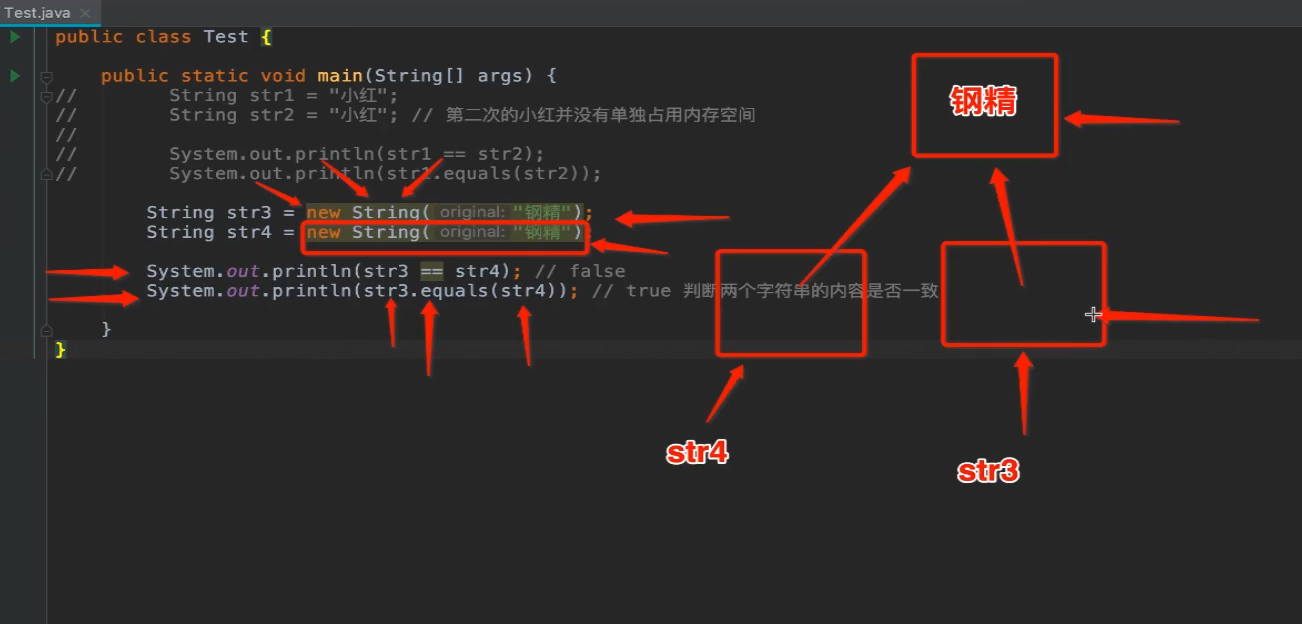 Test.java
public class Test {
public static void main(String[] args) {
// String str1 = "小红";
// String str2 = "小红"; // 第二次的小红并没有单独占用内存空间
//
// System.out.println(str1 == str2);
// System.out.println(str1.equals(str2));
String str3 = new String( original: "钢精");
String str4 = new String( original: "钢精");
System.out.println(str3 == str4); // false
System.out.println(str3.equals(str4)); // true 判断两个字符串的内容是否一致
}
}
钢精
str4
str3